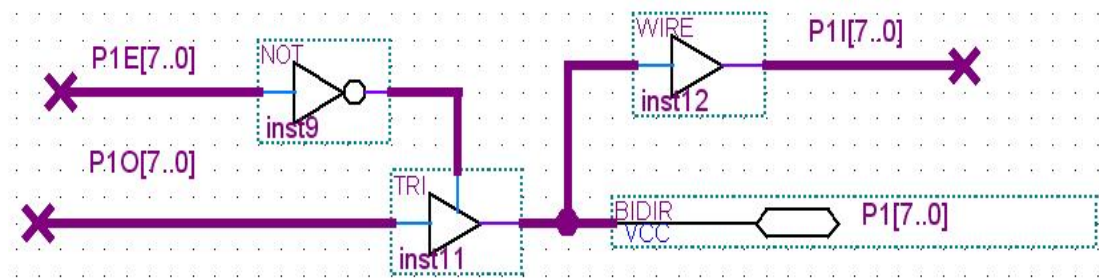 P1E[7..0]
NOT
inst9
WIRE
P1I[7..0]
inst12
P1O[7..0]
TRI
inst11
BIDIR
VCC
P1[7..0]